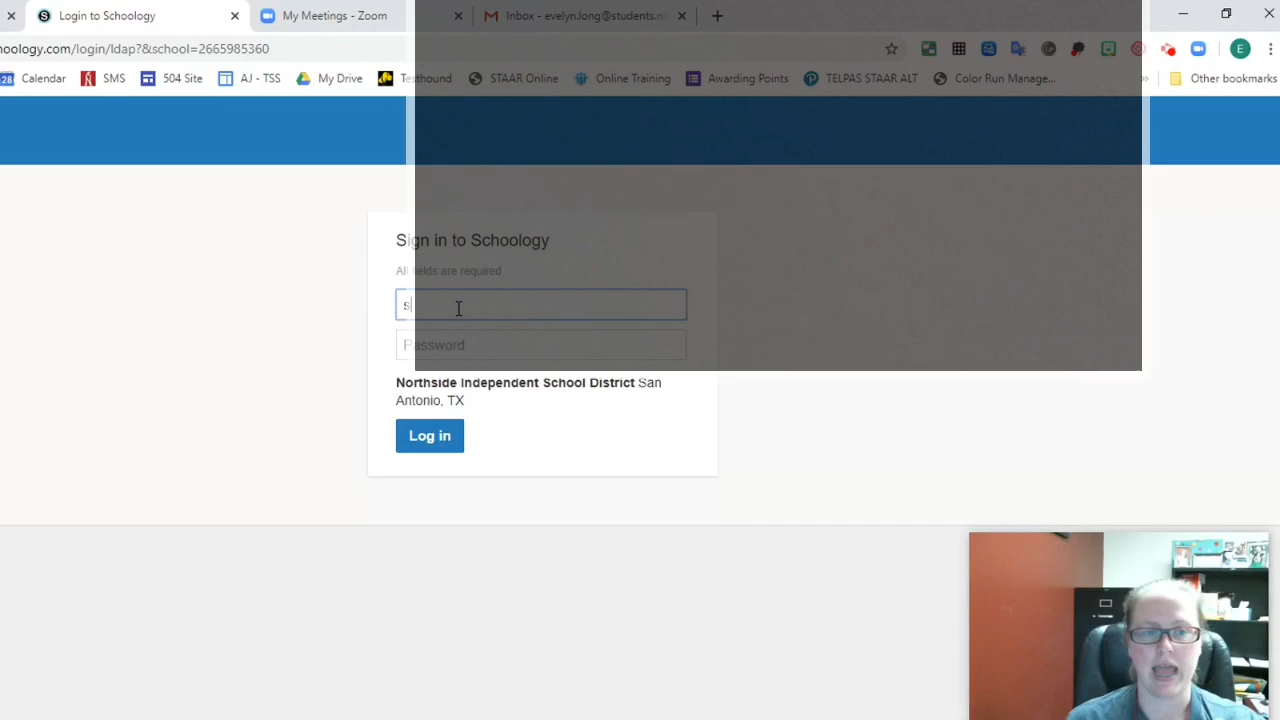 Login to Schoology
My Meetings - Zoom
Inbox - evelyn.long@students.n
oology.com/login/ldap?&school=2665985360
Calendar
SMS
504 Site
AJ - TSS
My Drive
Testhound
STAAR Online
Online Training
Awarding Points
TELPAS STAAR ALT
Color Run Manage...
»
Other bookmarks
Sign in to Schoology
All fields are required
s
Password
Northside Independent School District San
Antonio, TX
Log in